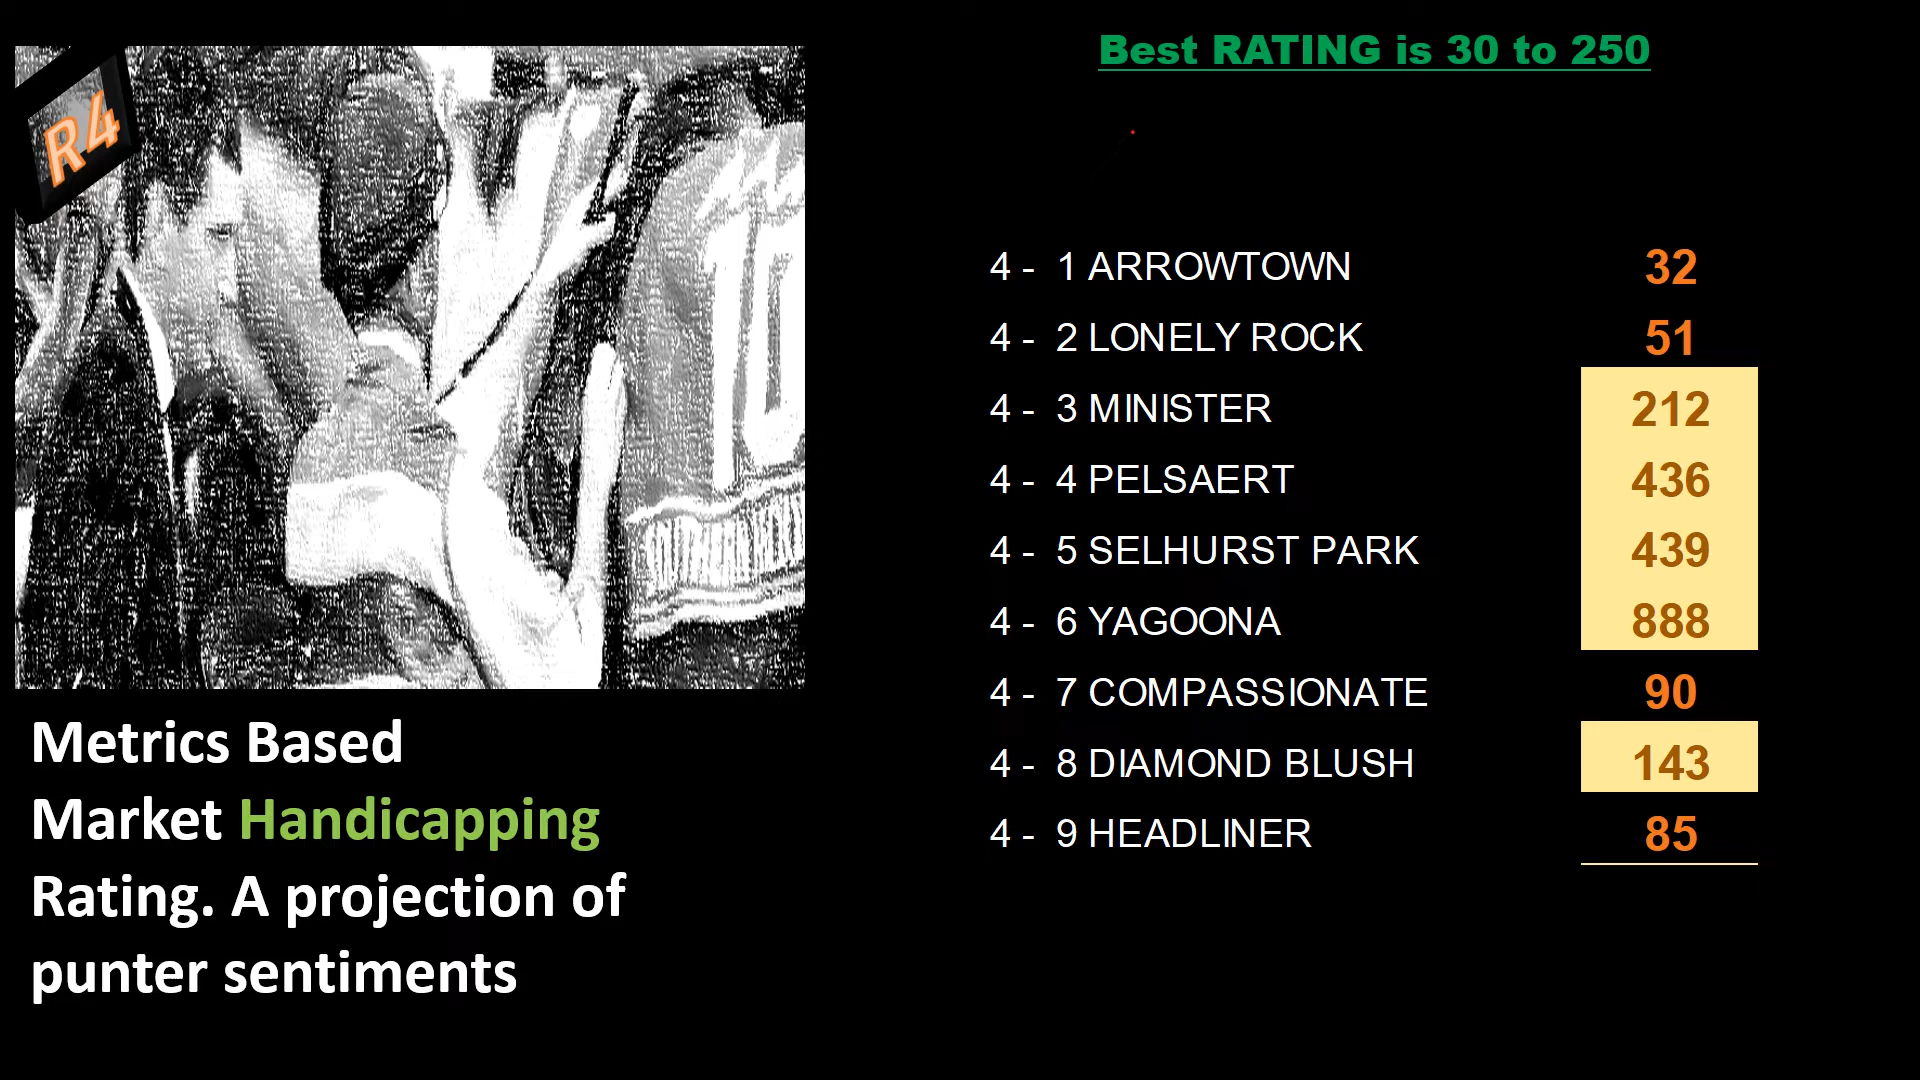 Best RATING is 30 to 250
R4
4 - 1 ARROWTOWN 32
4 - 2 LONELY ROCK 51
4 - 3 MINISTER 212
4 - 4 PELSAERT 436
4 - 5 SELHURST PARK 439
4 - 6 YAGOONA 888
4 - 7 COMPASSIONATE 90
4 - 8 DIAMOND BLUSH 143
4 - 9 HEADLINER 85
Metrics Based
Market Handicapping
Rating. A projection of
punter sentiments